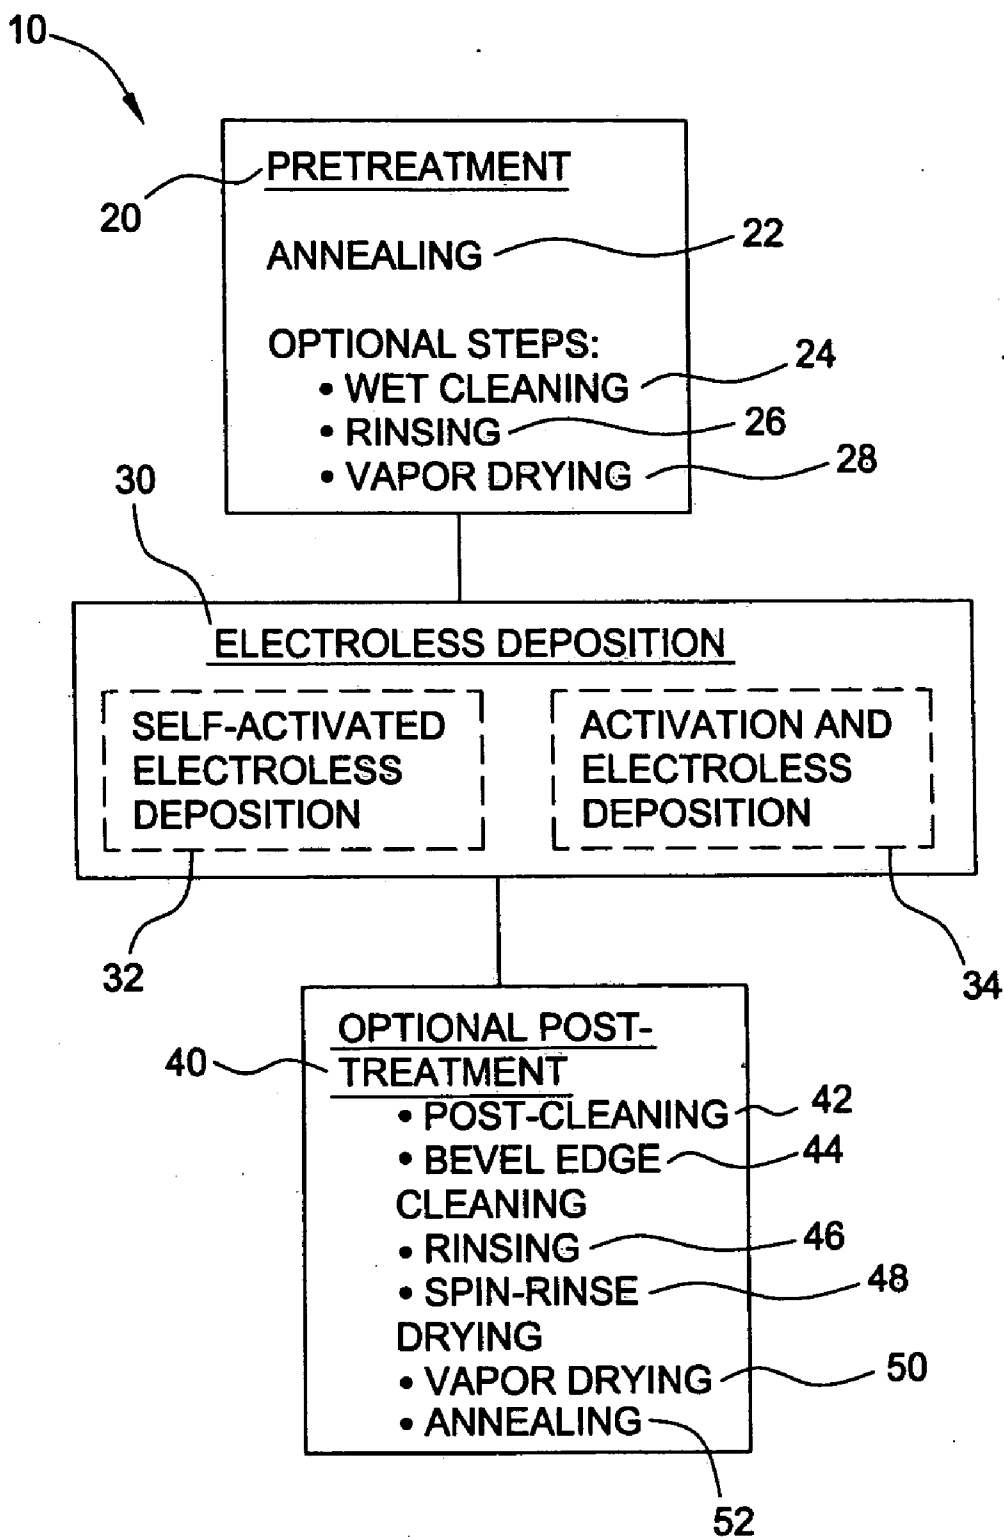 10
PRETREATMENT
20
ANNEALING 22
OPTIONAL STEPS:
• WET CLEANING 24
• RINSING 26
• VAPOR DRYING 28
30
ELECTROLESS DEPOSITION
SELF-ACTIVATED
ELECTROLESS
DEPOSITION
ACTIVATION AND
ELECTROLESS
DEPOSITION
32
34
OPTIONAL POST-
40 TREATMENT
• POST-CLEANING 42
• BEVEL EDGE 44
CLEANING
• RINSING 46
• SPIN-RINSE 48
DRYING
• VAPOR DRYING 50
• ANNEALING
52